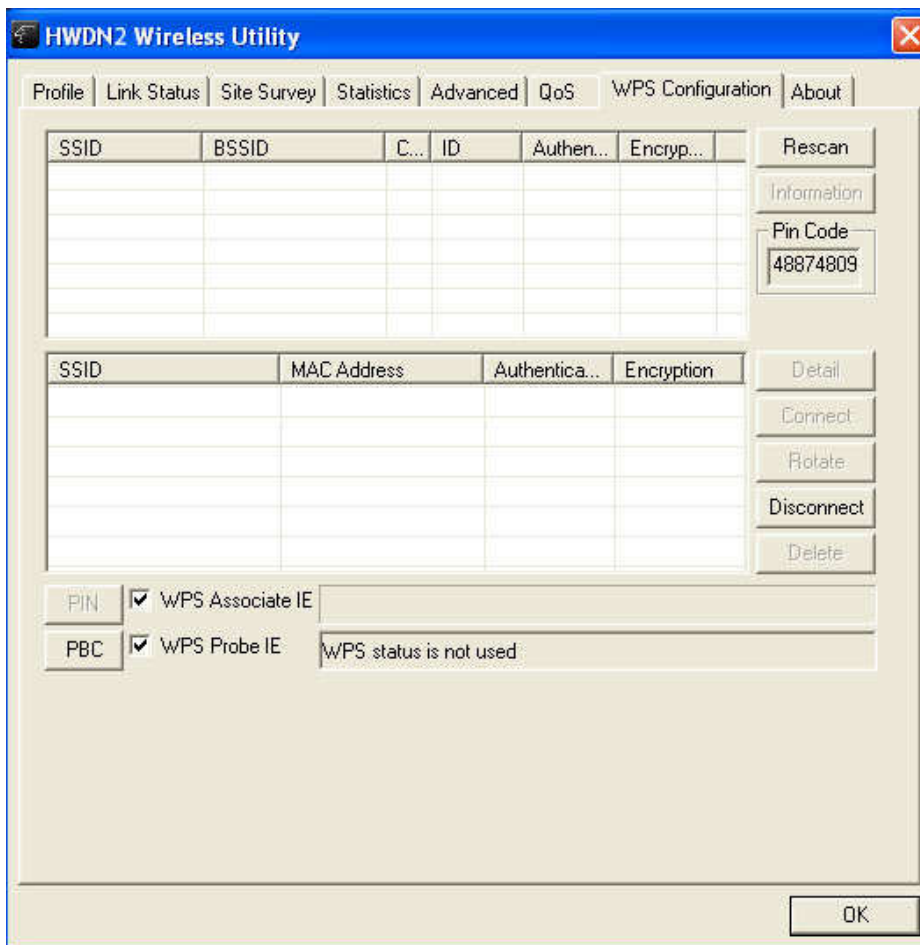 HWDN2 Wireless Utility
Profile Link Status Site Survey Statistics Advanced QoS WPS Configuration About
SSID BSSID C... ID Authen... Encryp...
Rescan
Information
Pin Code
48874809
SSID MAC Address Authentica... Encryption
Detail
Connect
Rotate
Disconnect
Delete
PIN WPS Associate IE
PBC WPS Probe IE WPS status is not used
OK